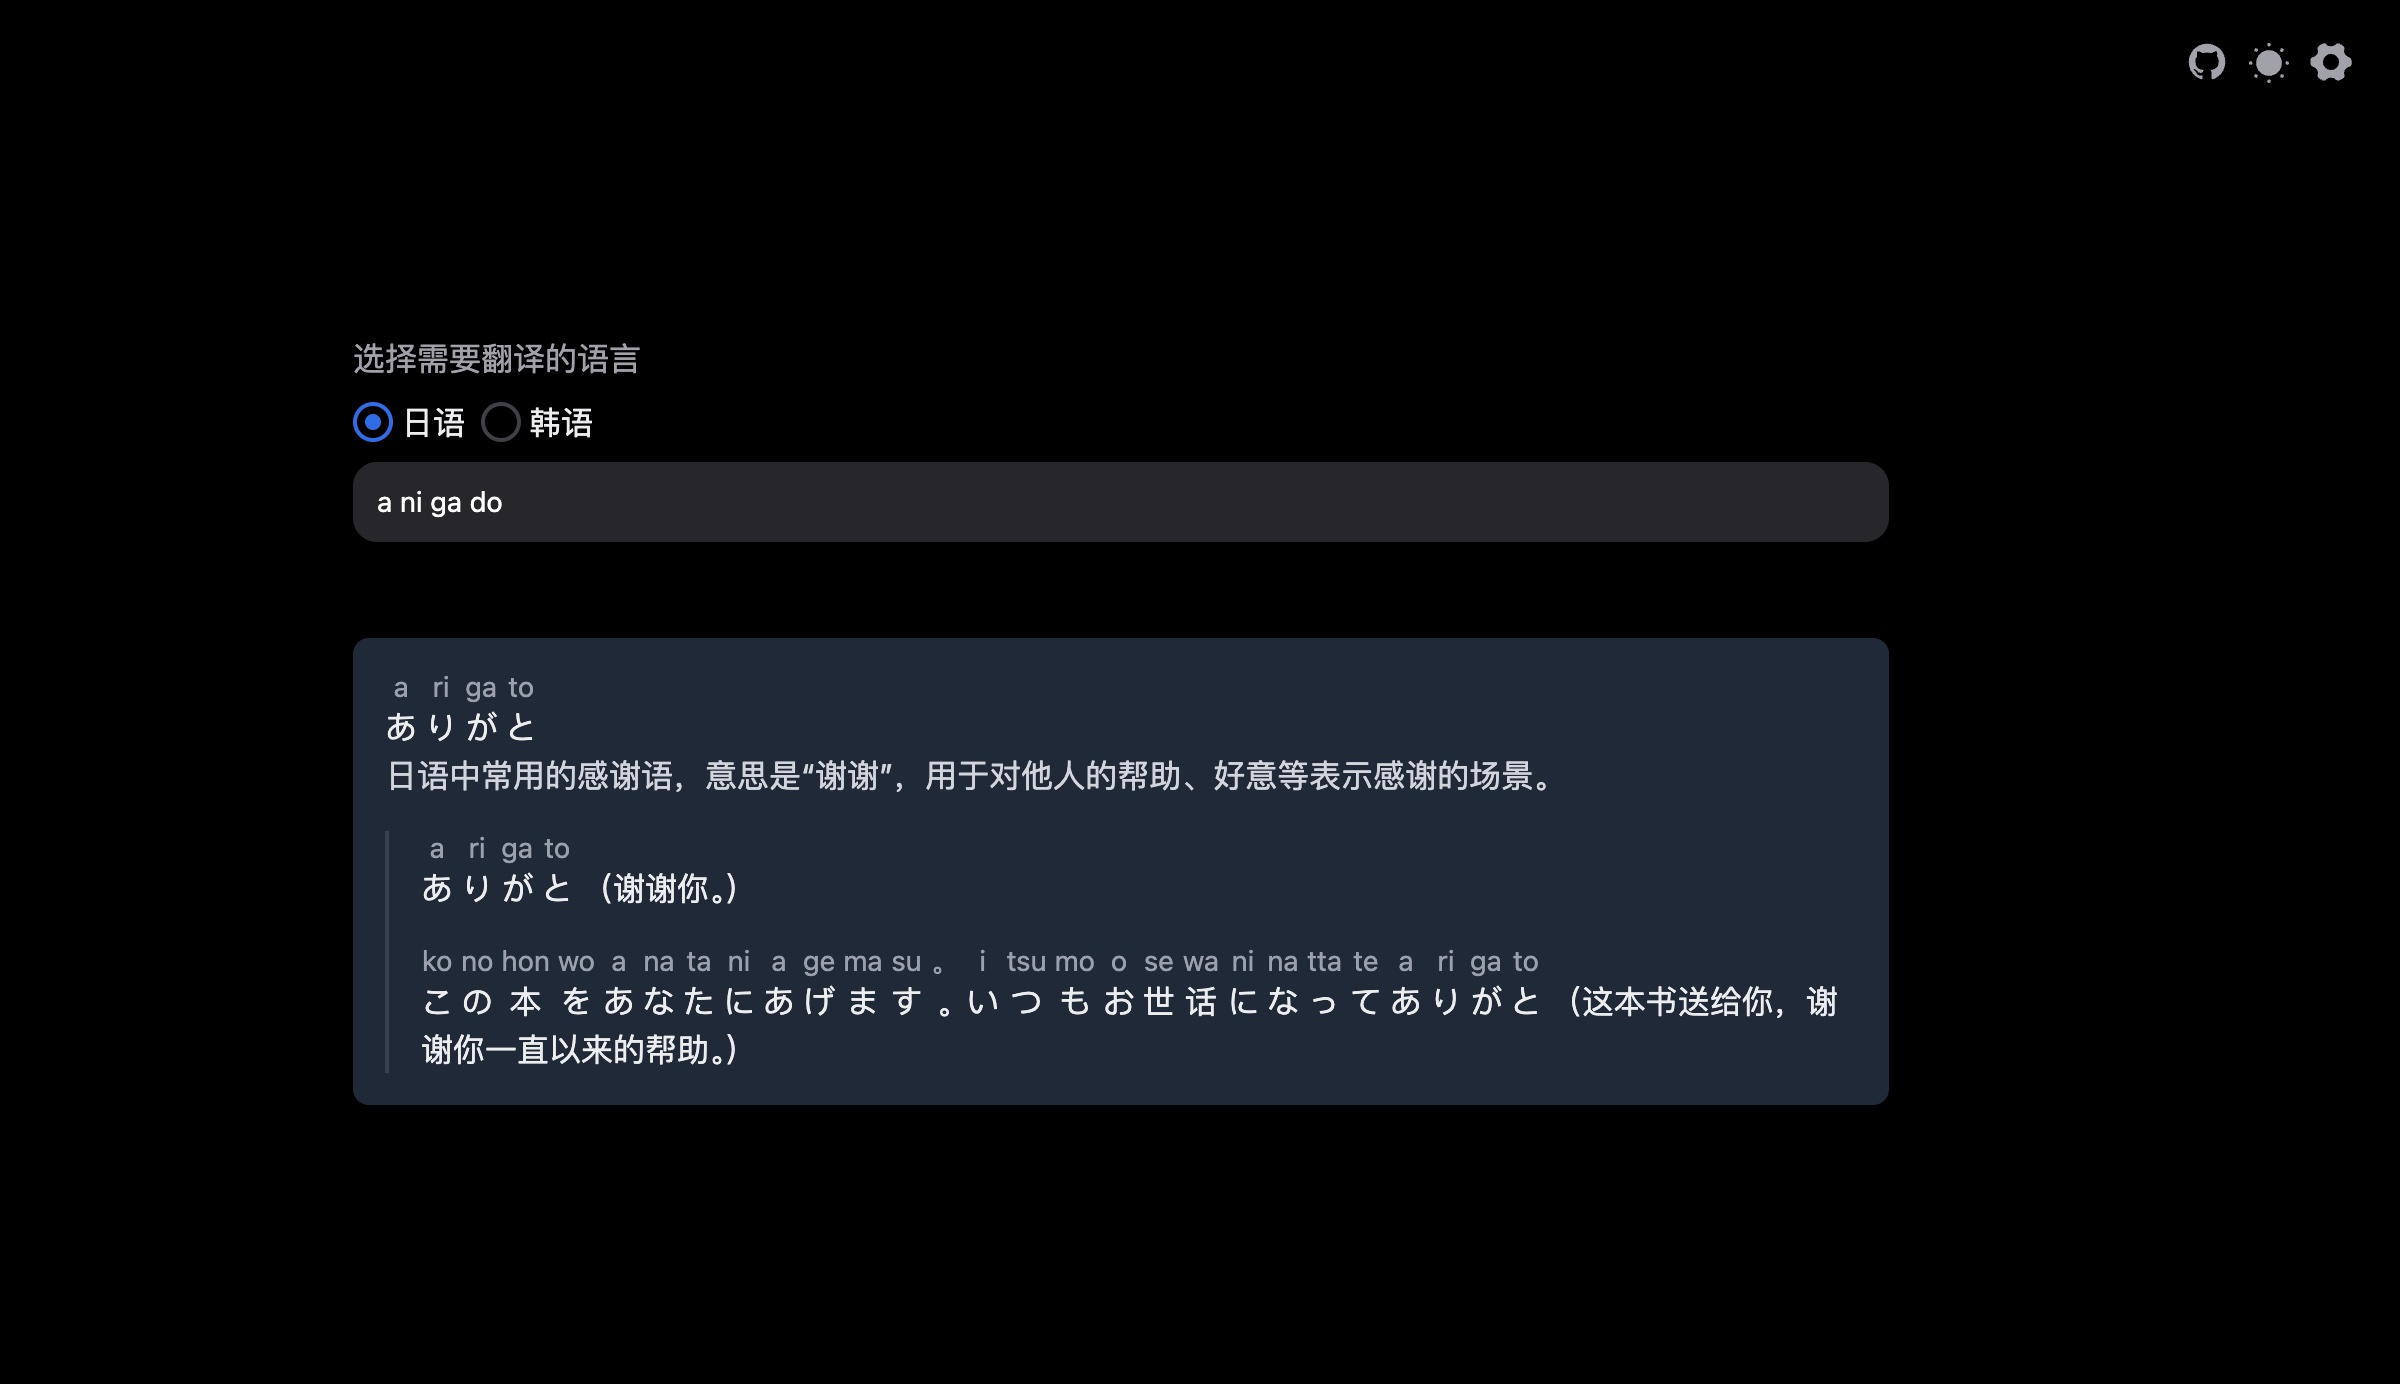 选择需要翻译的语言
日语 韩语
a ni ga do
a ri ga to
ありがと
日语中常用的感谢语，意思是“谢谢”，用于对他人的帮助、好意等表示感谢的场景。
a ri ga to
ありがと（谢谢你。）
ko no hon wo a na ta ni a ge ma su 。 i tsu mo o se wa ni na tta te a ri ga to
この本をあなたにあげます。いつもお世话になってありがと（这本书送给你，谢
谢你一直以来的帮助。）